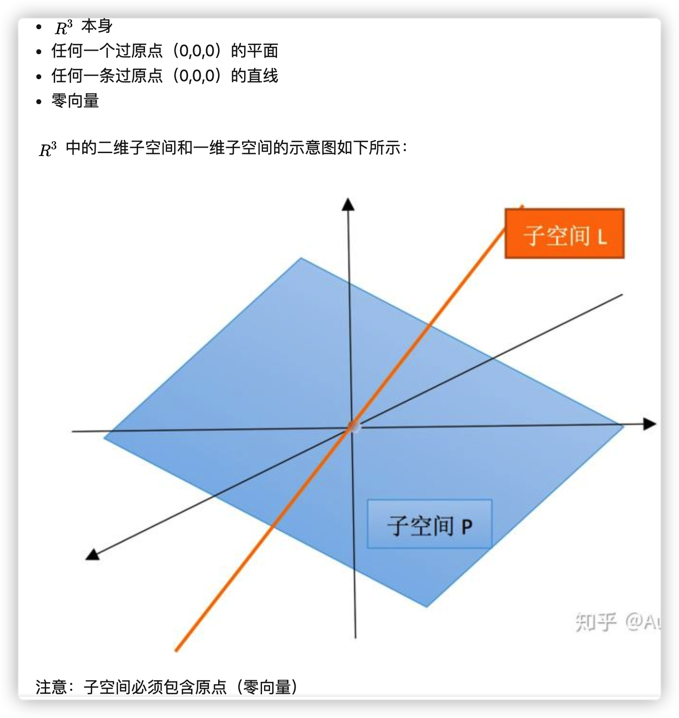 • R³ 本身
• 任何一个过原点（0,0,0）的平面
• 任何一条过原点（0,0,0）的直线
• 零向量
R³ 中的二维子空间和一维子空间的示意图如下所示：
子空间 L
子空间 P
知乎
注意：子空间必须包含原点（零向量）